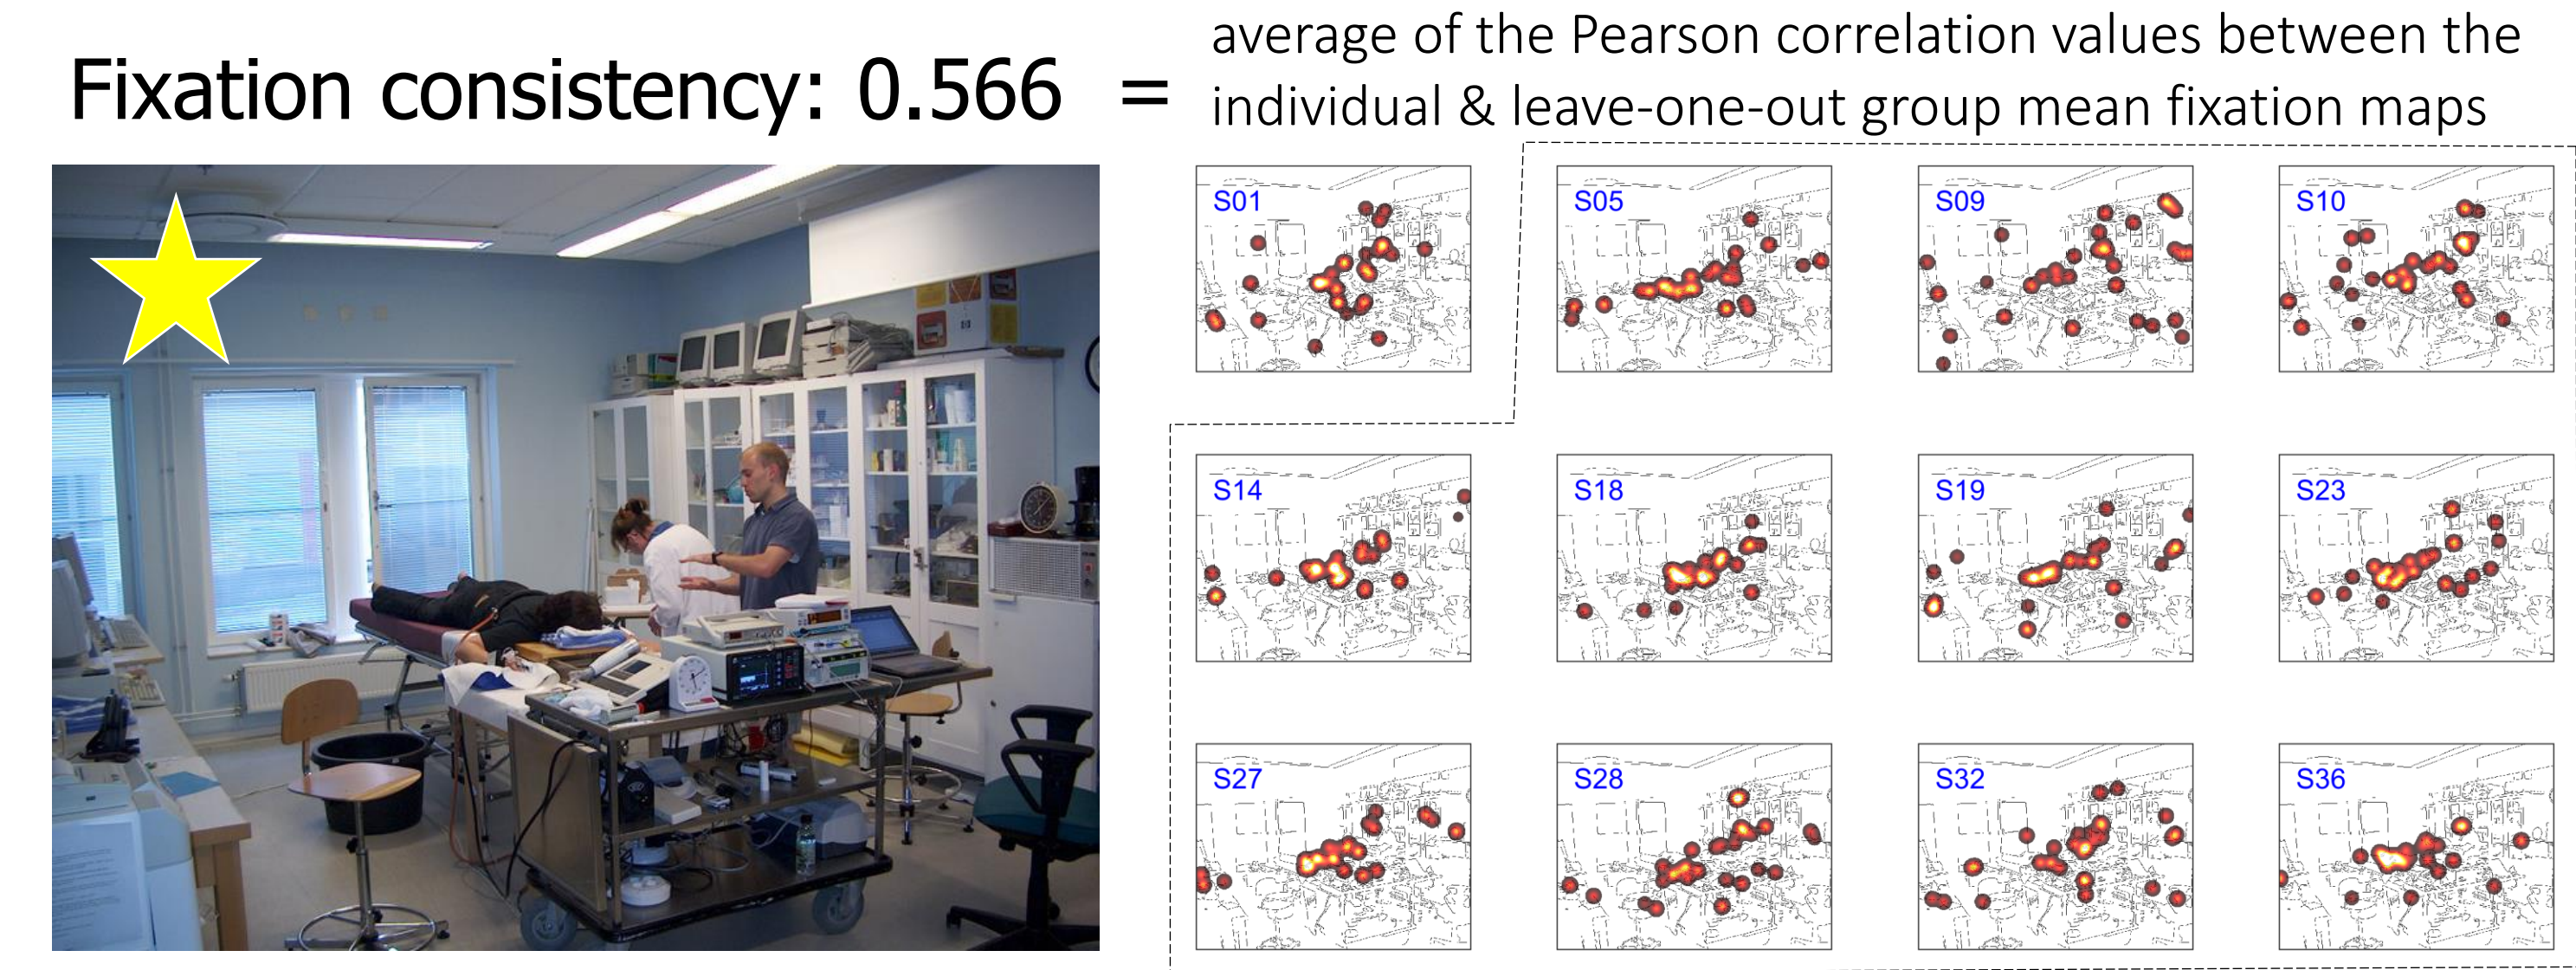 average of the Pearson correlation values between the
Fixation consistency: 0.566 =
individual & leave-one-out group mean fixation maps
S01
S05
S09
S10
S14
S18
S19
S23
S27
S28
S32
S36